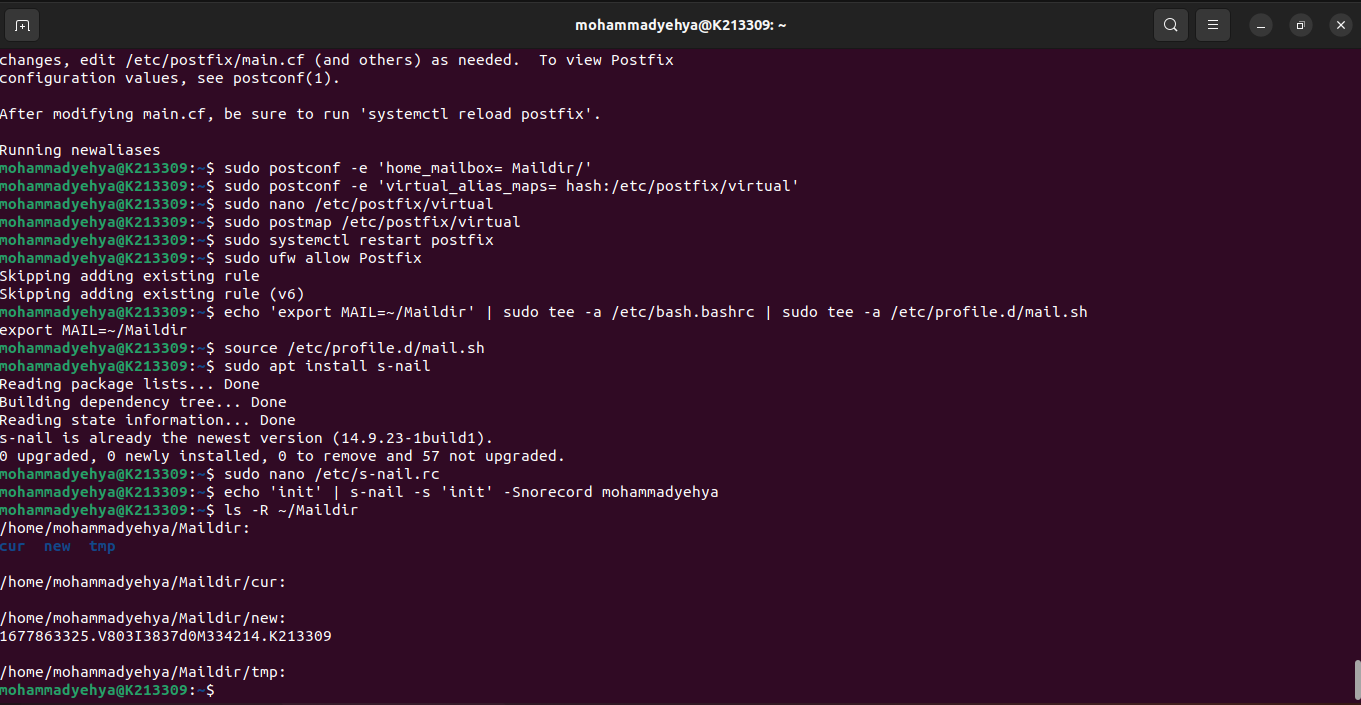 mohammadyehya@K213309: ~
changes, edit /etc/postfix/main.cf (and others) as needed.  To view Postfix
configuration values, see postconf(1).
After modifying main.cf, be sure to run 'systemctl reload postfix'.
Running newaliases
mohammadyehya@K213309:~$ sudo postconf -e 'home_mailbox= Maildir/'
mohammadyehya@K213309:~$ sudo postconf -e 'virtual_alias_maps= hash:/etc/postfix/virtual'
mohammadyehya@K213309:~$ sudo nano /etc/postfix/virtual
mohammadyehya@K213309:~$ sudo postmap /etc/postfix/virtual
mohammadyehya@K213309:~$ sudo systemctl restart postfix
mohammadyehya@K213309:~$ sudo ufw allow Postfix
Skipping adding existing rule
Skipping adding existing rule (v6)
mohammadyehya@K213309:~$ echo 'export MAIL=~/Maildir' | sudo tee -a /etc/bash.bashrc | sudo tee -a /etc/profile.d/mail.sh
export MAIL=~/Maildir
mohammadyehya@K213309:~$ source /etc/profile.d/mail.sh
mohammadyehya@K213309:~$ sudo apt install s-nail
Reading package lists... Done
Building dependency tree... Done
Reading state information... Done
s-nail is already the newest version (14.9.23-1build1).
0 upgraded, 0 newly installed, 0 to remove and 57 not upgraded.
mohammadyehya@K213309:~$ sudo nano /etc/s-nail.rc
mohammadyehya@K213309:~$ echo 'init' | s-nail -s 'init' -Snorecord mohammadyehya
mohammadyehya@K213309:~$ ls -R ~/Maildir
/home/mohammadyehya/Maildir:
cur  new  tmp
/home/mohammadyehya/Maildir/cur:
/home/mohammadyehya/Maildir/new:
1677863325.V803I3837d0M334214.K213309
/home/mohammadyehya/Maildir/tmp:
mohammadyehya@K213309:~$